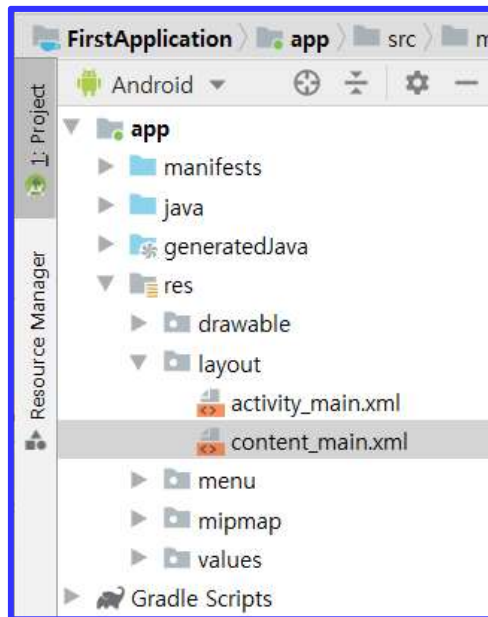 FirstApplication app src m
Android
1: Project
app
manifests
java
generatedJava
res
Resource Manager
drawable
layout
activity_main.xml
content_main.xml
menu
mipmap
values
Gradle Scripts